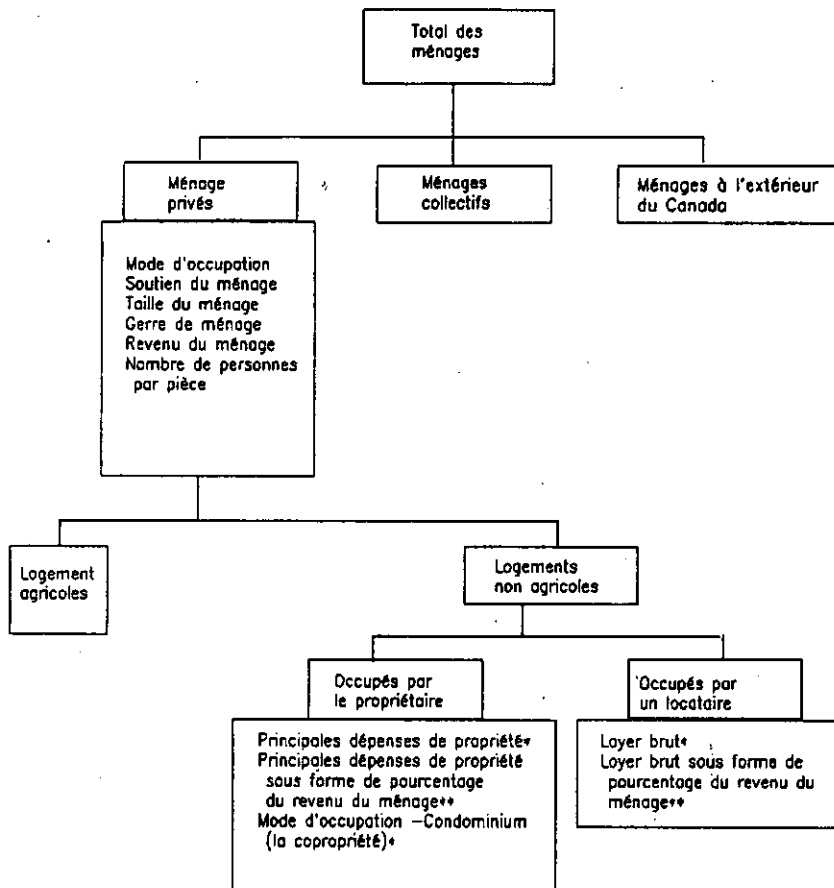 Total des
ménages
Ménage
privés
Ménages
collectifs
Ménages à l'extérieur
du Canada
Mode d'occupation
Soutien du ménage
Taille du ménage
Gerre de ménage
Revenu du ménage
Nombre de personnes
par pièce
Logement
agricoles
Logements
non agricoles
Occupés par
le propriétaire
Occupés par
un locataire
Principales dépenses de propriété*
Principales dépenses de propriété
sous forme de pourcentage
du revenu du ménage**
Mode d'occupation –Condominium
(la copropriété)*
Loyer brut*
Loyer brut sous forme de
pourcentage du revenu du
ménage**